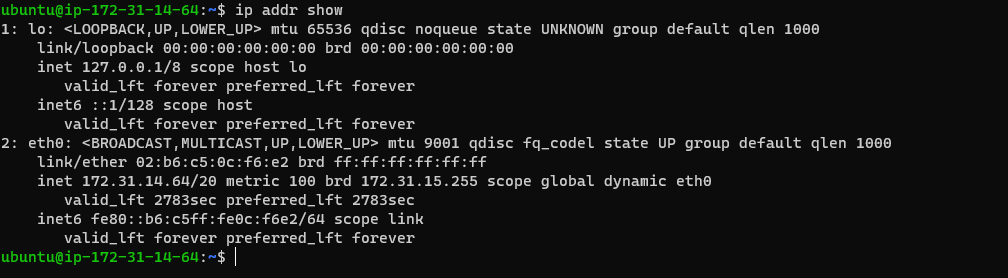 ubuntu@ip-172-31-14-64:~$ ip addr show
1: lo: <LOOPBACK,UP,LOWER_UP> mtu 65536 qdisc noqueue state UNKNOWN group default qlen 1000
    link/loopback 00:00:00:00:00:00 brd 00:00:00:00:00:00
    inet 127.0.0.1/8 scope host lo
       valid_lft forever preferred_lft forever
    inet6 ::1/128 scope host
       valid_lft forever preferred_lft forever
2: eth0: <BROADCAST,MULTICAST,UP,LOWER_UP> mtu 9001 qdisc fq_codel state UP group default qlen 1000
    link/ether 02:b6:c5:0c:f6:e2 brd ff:ff:ff:ff:ff:ff
    inet 172.31.14.64/20 metric 100 brd 172.31.15.255 scope global dynamic eth0
       valid_lft 2783sec preferred_lft 2783sec
    inet6 fe80::b6:c5ff:fe0c:f6e2/64 scope link
       valid_lft forever preferred_lft forever
ubuntu@ip-172-31-14-64:~$